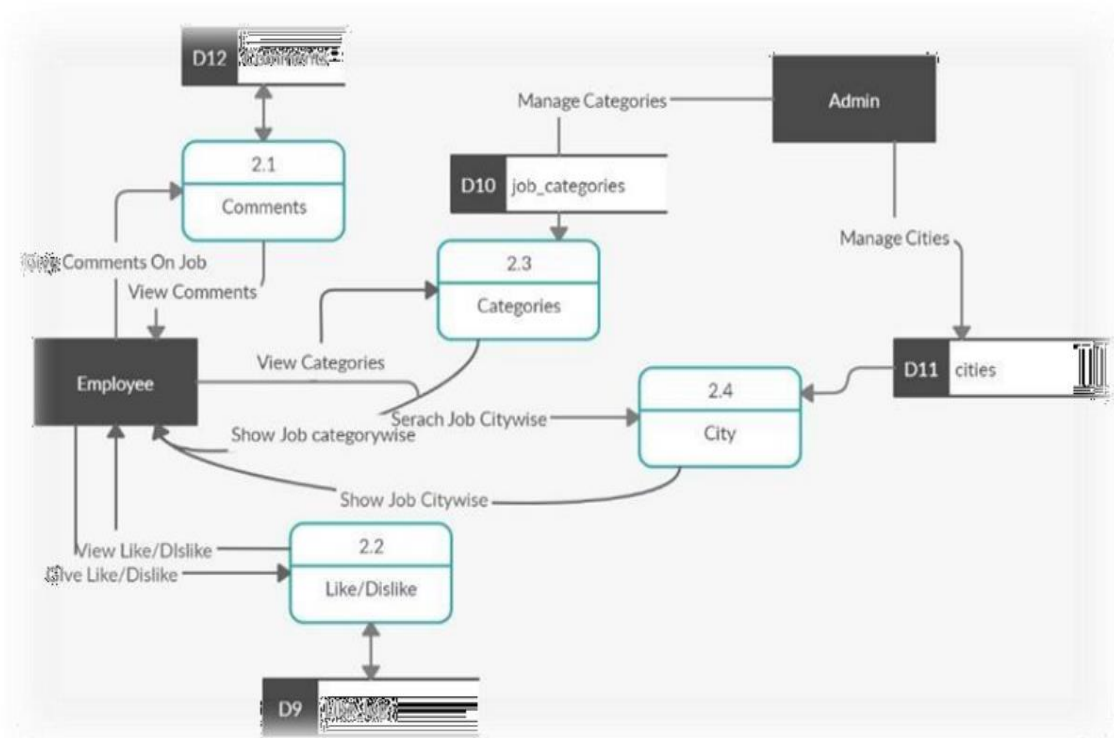 D12
Admin
Manage Categories
2.1
D10 job_categories
Comments
Manage Cities
2.3
Comments On Job
View Comments
Categories
View Categories
Employee
D11 cities
2.4
Serach Job Citywise
Show Job categorywise
City
Show Job Citywise
2.2
View Like/DIslike
Like/Dislike
Like/Dislike
D9